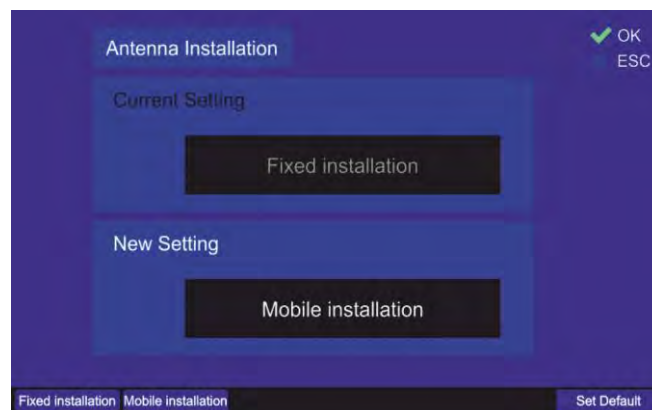 Antenna Installation
OK
ESC
Current Setting
Fixed installation
New Setting
Mobile installation
Fixed installation Mobile installation Set Default